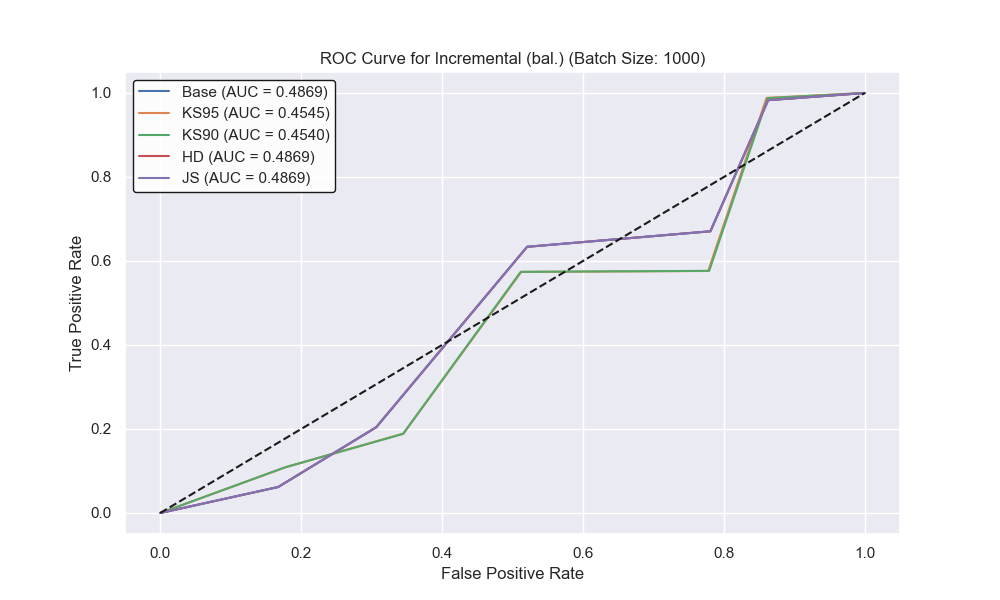 ROC Curve for Incremental (bal.) (Batch Size: 1000)
Base (AUC = 0.4869)
KS95 (AUC = 0.4545)
KS90 (AUC = 0.4540)
HD (AUC = 0.4869)
JS (AUC = 0.4869)
True Positive Rate
1.0
0.8
0.6
0.4
0.2
0.0
0.0 0.2 0.4 0.6 0.8 1.0
False Positive Rate